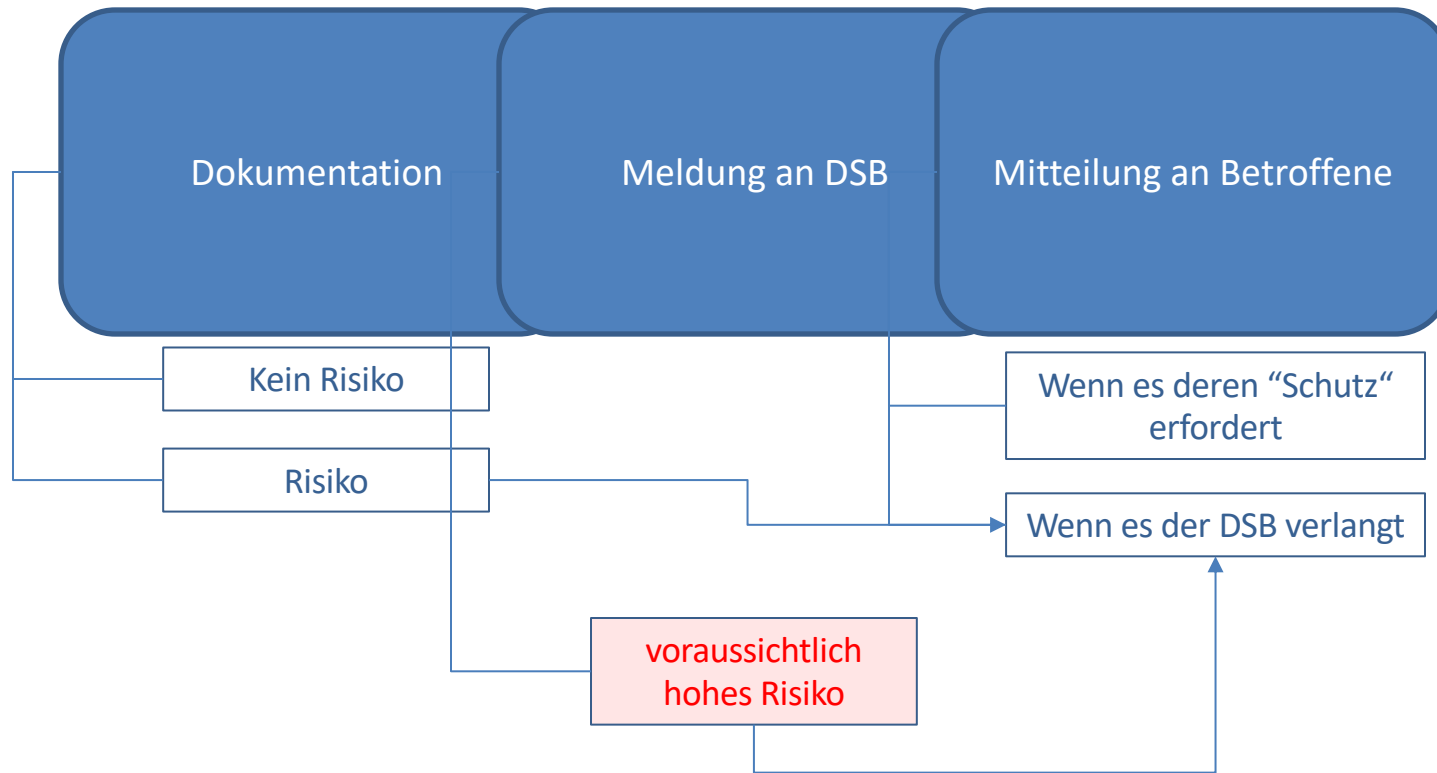 Dokumentation
Meldung an DSB
Mitteilung an Betroffene
Kein Risiko
Risiko
voraussichtlich
hohes Risiko
Wenn es deren “Schutz“
erfordert
Wenn es der DSB verlangt